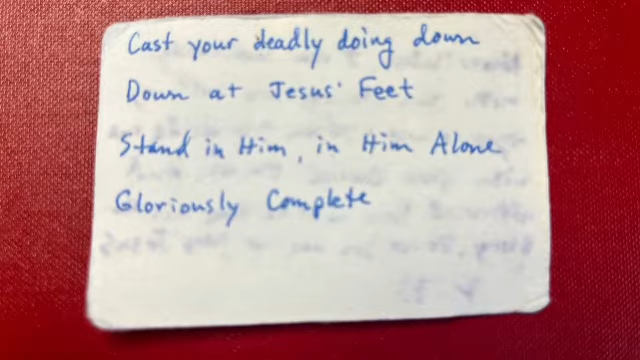 Cast your deadly doing down
Down at Jesus' Feet
Stand in Him, in Him Alone
Gloriously Complete